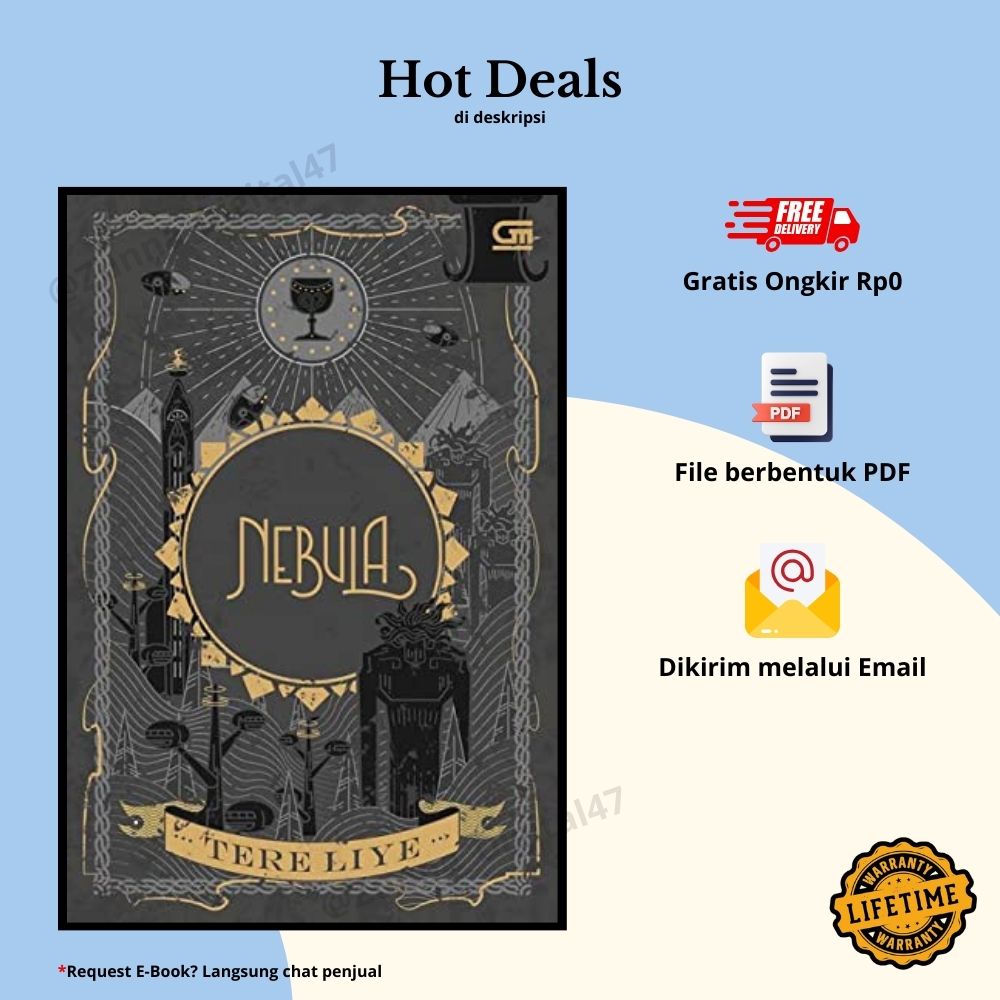 Hot Deals
di deskripsi
GM
NEBULA
TERE LIYE
FREE
DELIVERY
Gratis Ongkir Rp0
PDF
File berbentuk PDF
@
Dikirim melalui Email
WARRANTY
LIFETIME
WARRANTY
*Request E-Book? Langsung chat penjual